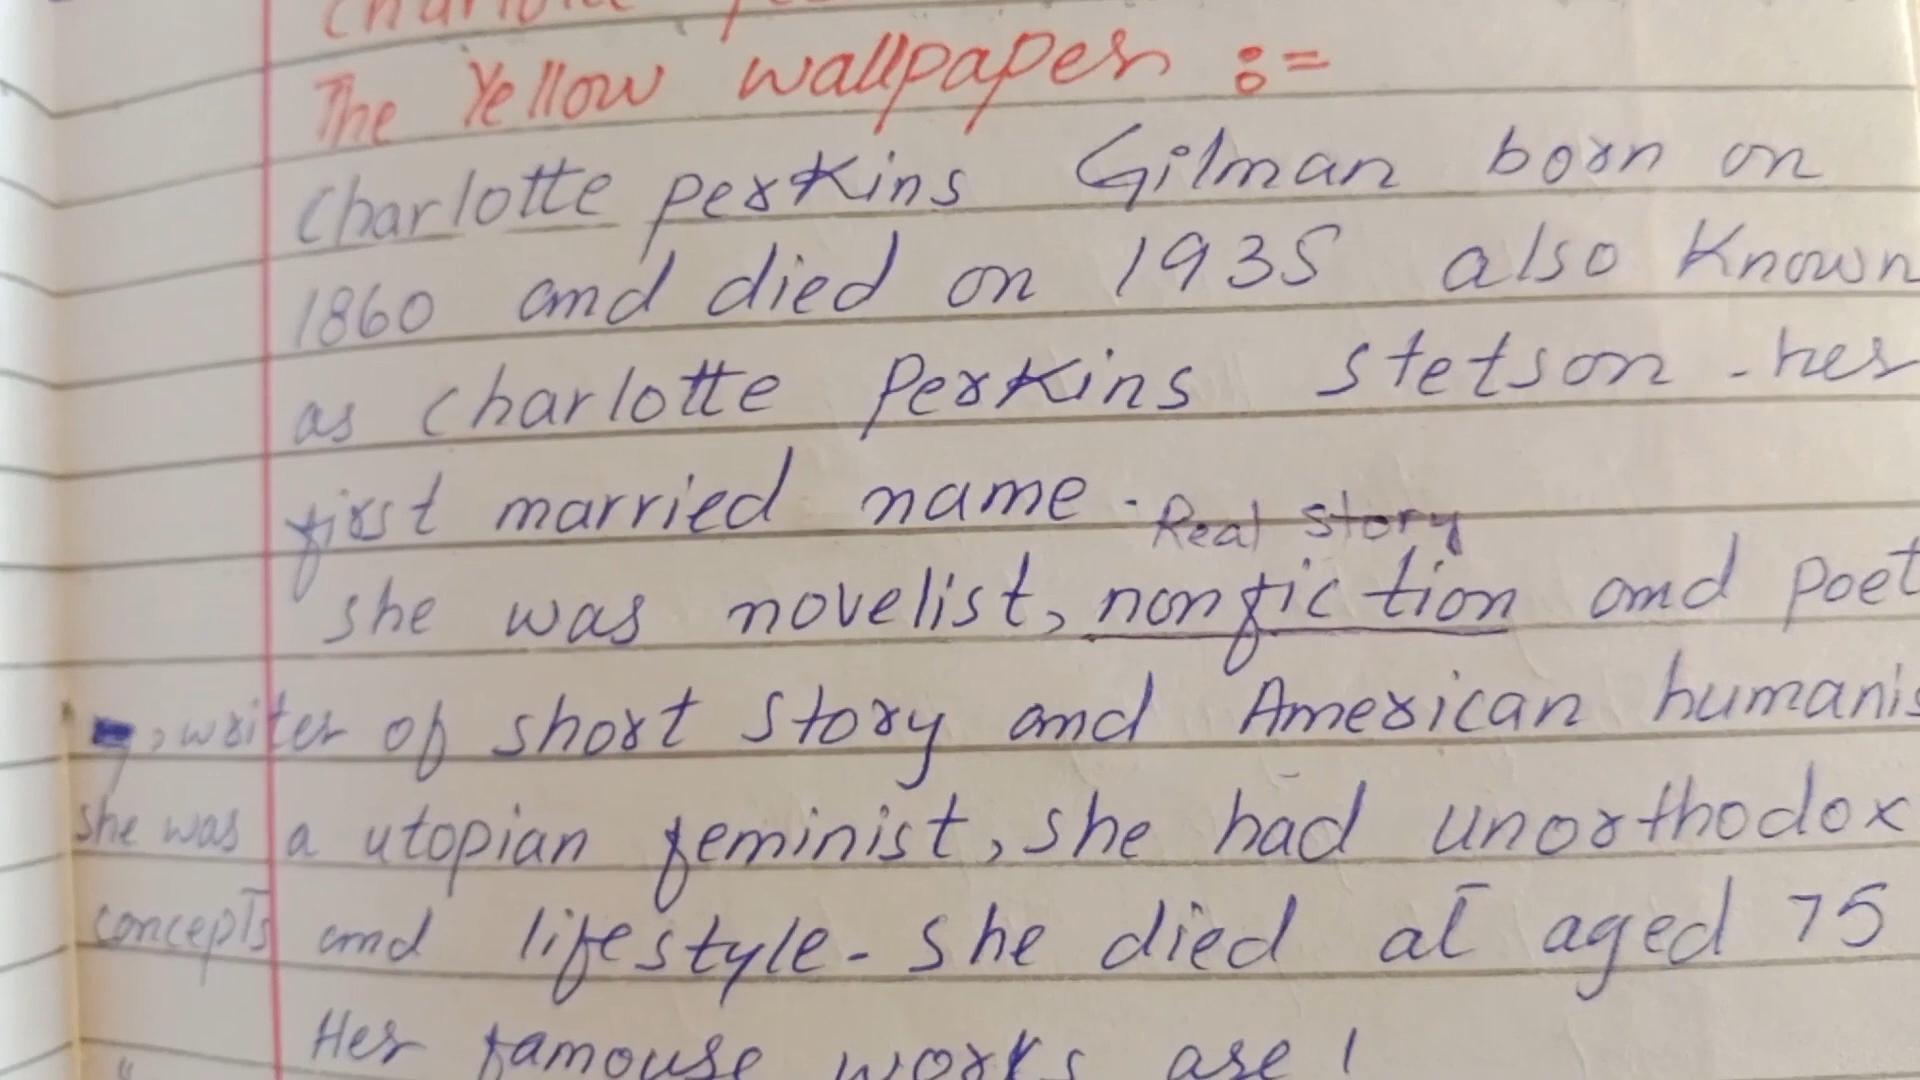 Charlotte
The Yellow wallpaper :=
Charlotte perkins Gilman born on
1860 and died on 1935 also Known
as Charlotte Perkins Stetson - her
first married name.
Real story
she was novelist, nonfiction and poet
, writer of short story and American humanis
she was a utopian feminist, she had unorthodox
concepts and lifestyle - She died at aged 75
Her famouse works are !